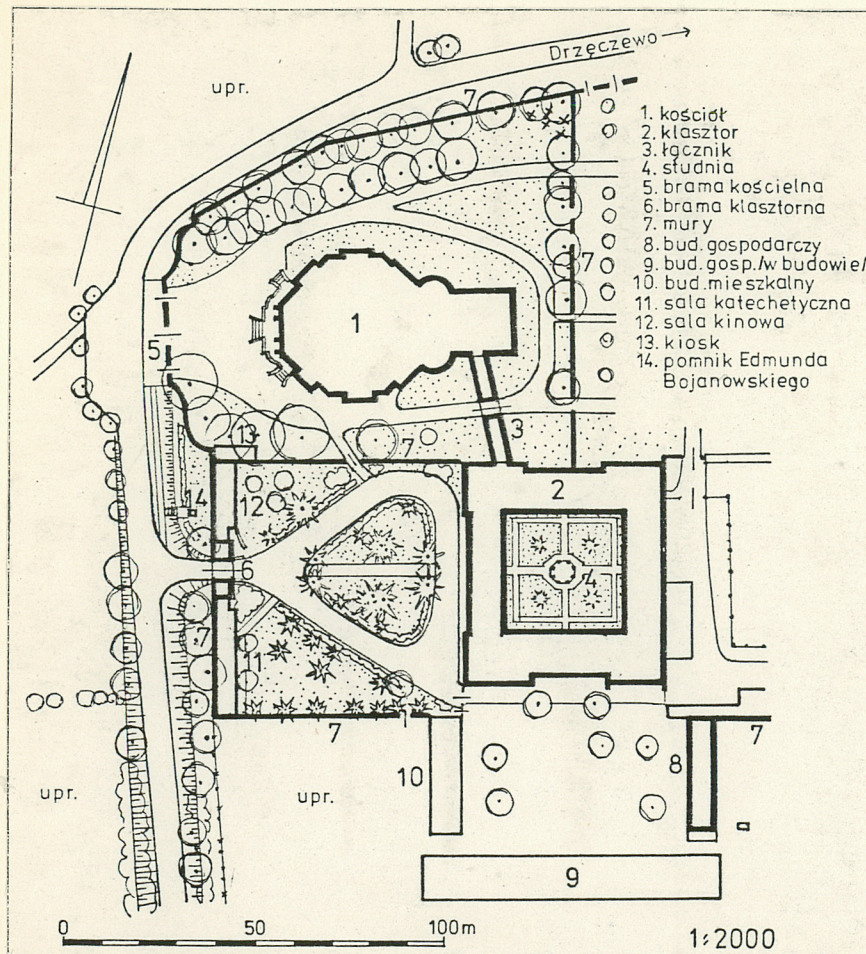 Drzęczewo →
upr.
7
1. kościół
2. klasztor
3. łącznik
4. studnia
5. brama kościelna
6. brama klasztorna
7. mury
8. bud. gospodarczy
9. bud. gosp./w budowie/
10. bud. mieszkalny
11. sala katechetyczna
12. sala kinowa
13. kiosk
14. pomnik Edmunda
Bojanowskiego
7
1
5
3
13
7
2
14
12
4
6
7
11
7
7
10
8
upr.
upr.
9
0 50 100 m
1:2000